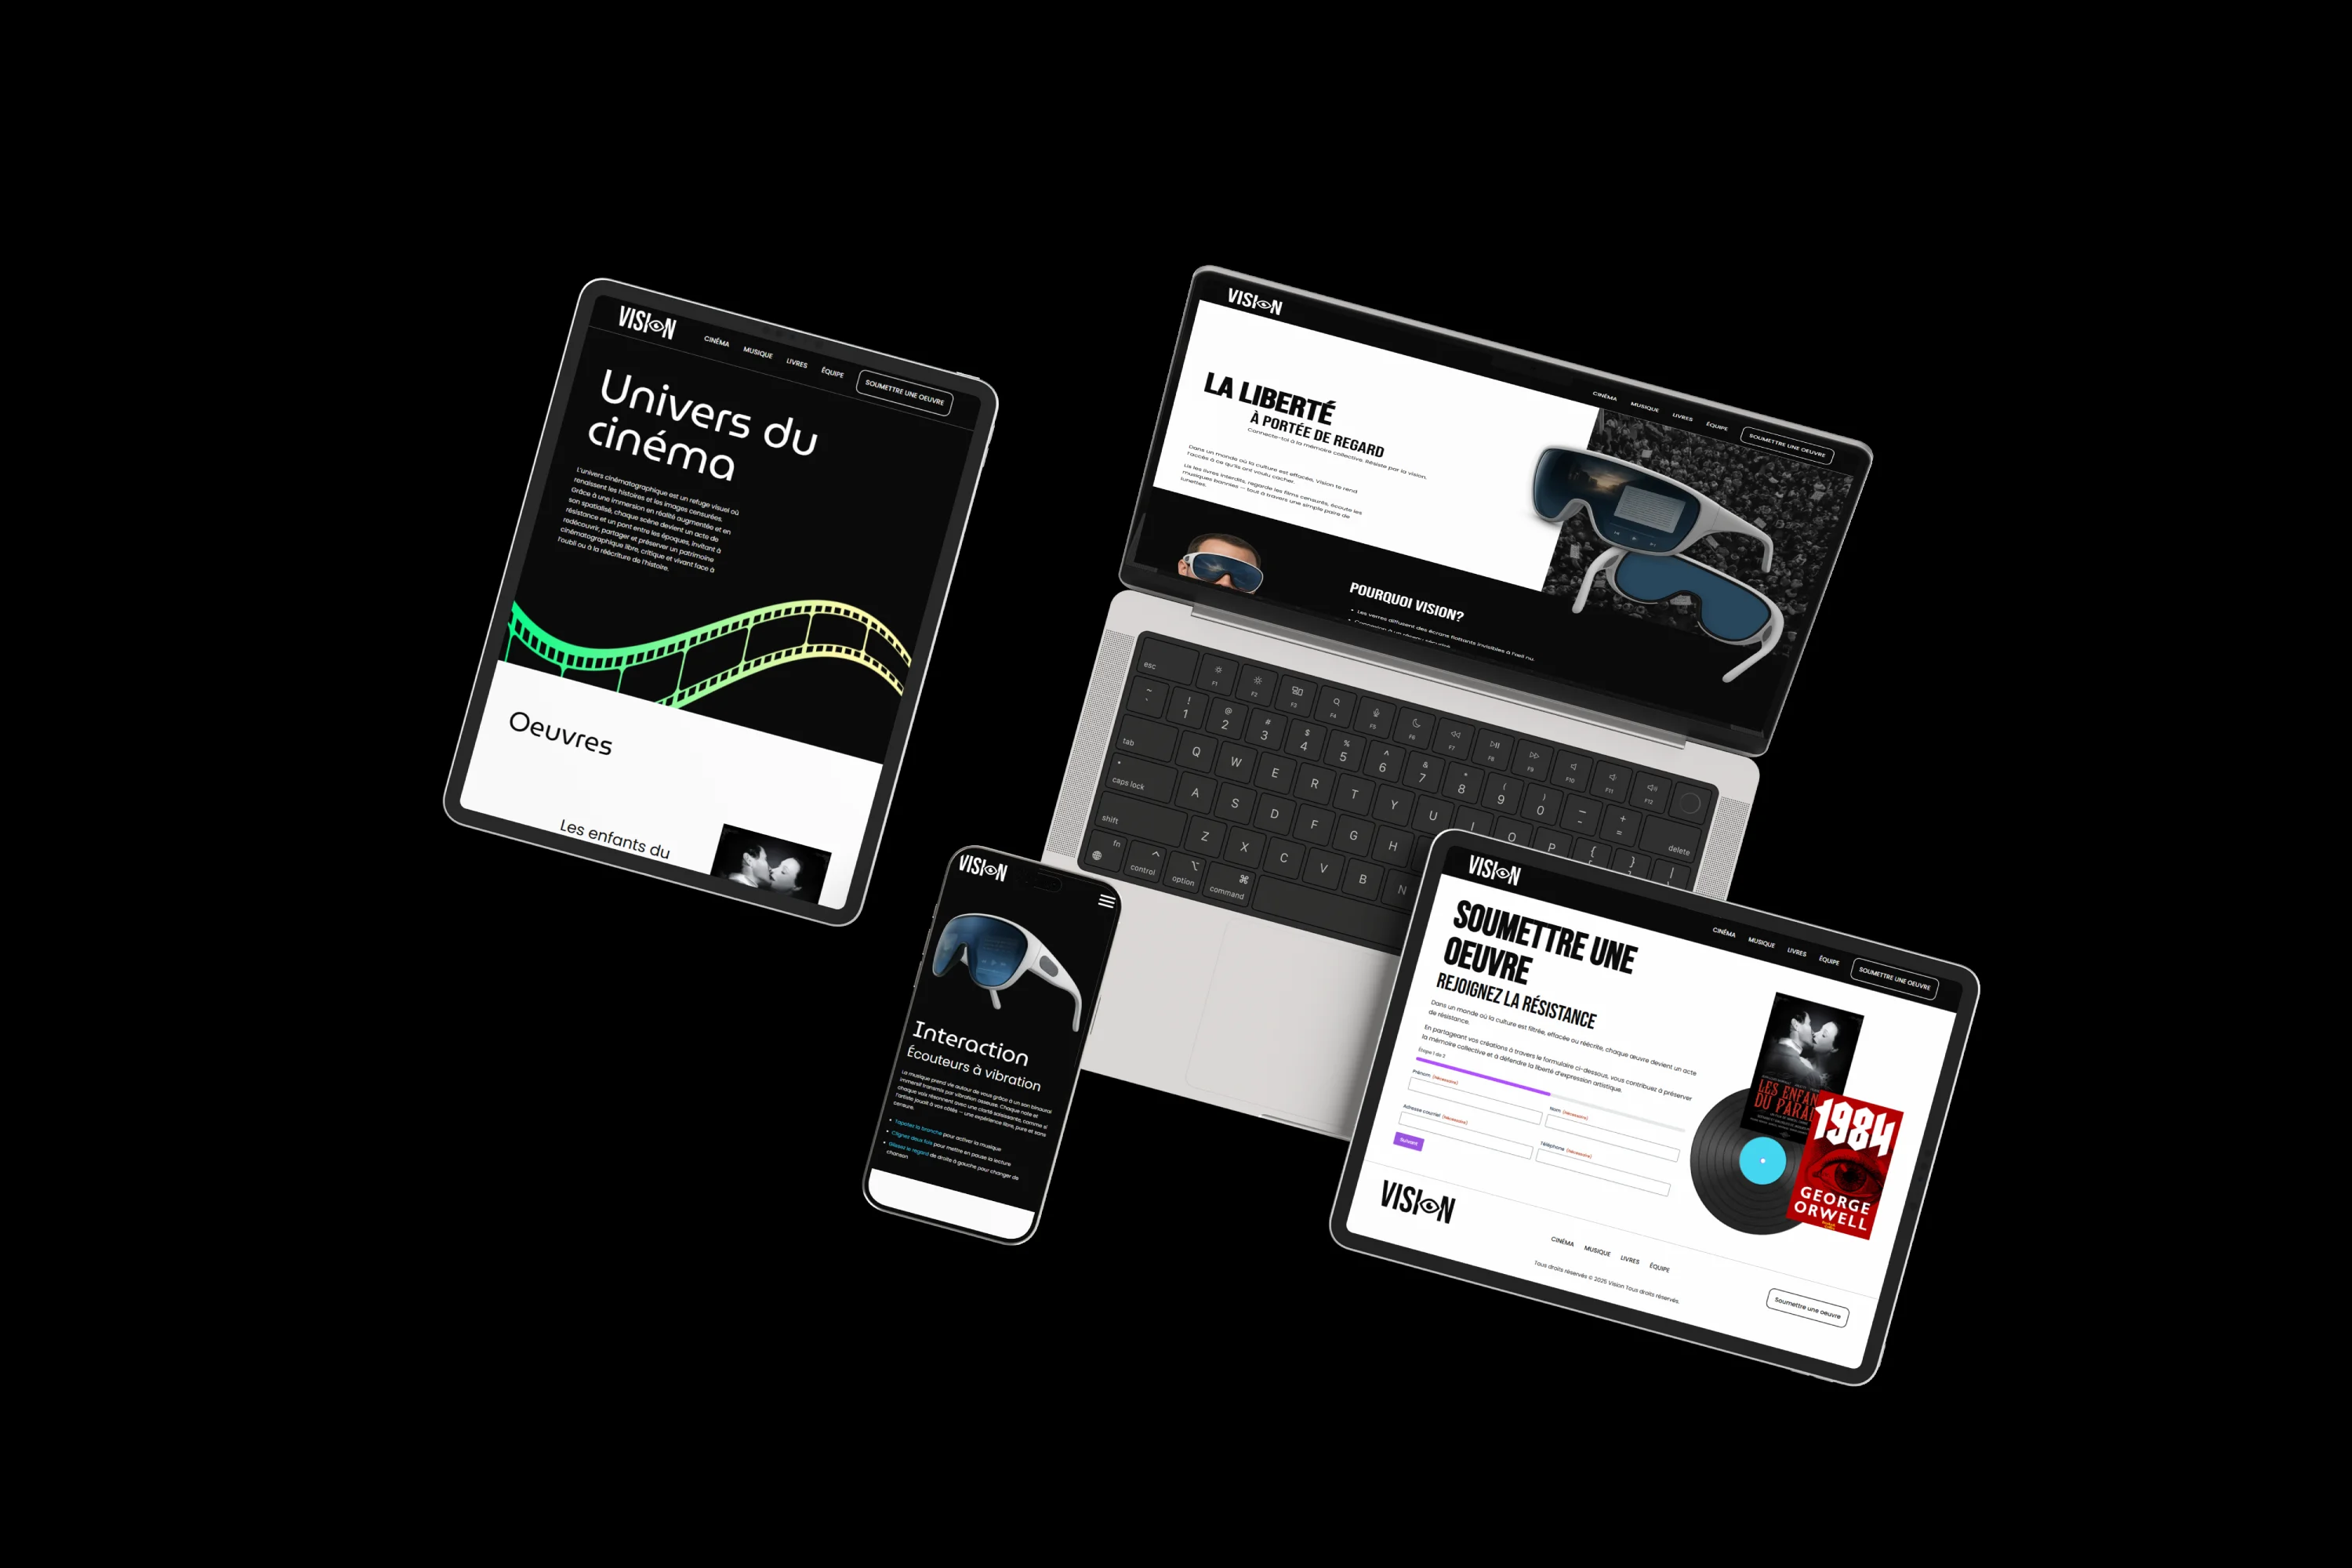 VISION
CINÉMA
MUSIQUE
LIVRES
ÉQUIPE
SOUMETTRE UNE OEUVRE
Univers du
cinéma
L'univers cinématographique est un refuge visuel où
renaissent les histoires et les images censurées.
Grâce à une immersion en réalité augmentée et en
son spatialisé, chaque scène devient un acte de
résistance et un pont entre les époques, invitant à
redécouvrir, partager et préserver un patrimoine
cinématographique libre, critique et vivant face à
l'oubli ou à la réécriture de l'histoire.
Oeuvres
Les enfants du
VISION
CINÉMA
MUSIQUE
LIVRES
ÉQUIPE
SOUMETTRE UNE OEUVRE
LA LIBERTÉ
À PORTÉE DE REGARD
Connecte-toi à la mémoire collective. Résiste par la vision.
Dans un monde où la culture est effacée, Vision te rend
l'accès à ce qu'ils ont voulu cacher.
Lis les livres interdits, regarde les films censurés, écoute les
musiques bannies — tout à travers une simple paire de
lunettes.
POURQUOI VISION?
Les verres diffusent des écrans flottants invisibles à l'œil nu.
esc
F1
F2
F3
F4
F5
F6
F7
F8
F9
F10
F11
F12
~ `
! 1
@ 2
# 3
$ 4
% 5
^ 6
& 7
* 8
( 9
) 0
_ -
+ =
delete
tab
Q
W
E
R
T
Y
U
I
O
P
{ [
} ]
| \
caps lock
A
S
D
F
G
H
shift
Z
X
C
V
B
N
fn
control
option
command
VISION
Interaction
Écouteurs à vibration
La musique prend vie autour de vous grâce à un son binaural
immersif transmis par vibration osseuse. Chaque note et
chaque voix résonnent avec une clarté saisissante, comme si
l'artiste jouait à vos côtés — une expérience libre, pure et sans
censure.
Tapotez la branche pour activer la musique
Clignez deux fois pour mettre en pause la lecture
Glissez le regard de droite à gauche pour changer de
chanson
VISION
CINÉMA
MUSIQUE
LIVRES
ÉQUIPE
SOUMETTRE UNE OEUVRE
SOUMETTRE UNE
OEUVRE
REJOIGNEZ LA RÉSISTANCE
Dans un monde où la culture est filtrée, effacée ou réécrite, chaque œuvre devient un acte
de résistance.
En partageant vos créations à travers le formulaire ci-dessous, vous contribuez à préserver
la mémoire collective et à défendre la liberté d'expression artistique.
Étape 1 de 2
Prénom (Nécessaire)
Nom (Nécessaire)
Adresse courriel (Nécessaire)
Téléphone (Nécessaire)
Suivant
LES ENFAN
DU PARA
1984
GEORGE
ORWELL
VISION
CINÉMA
MUSIQUE
LIVRES
ÉQUIPE
Tous droits réservés © 2025 Vision Tous droits réservés.
Soumettre une oeuvre